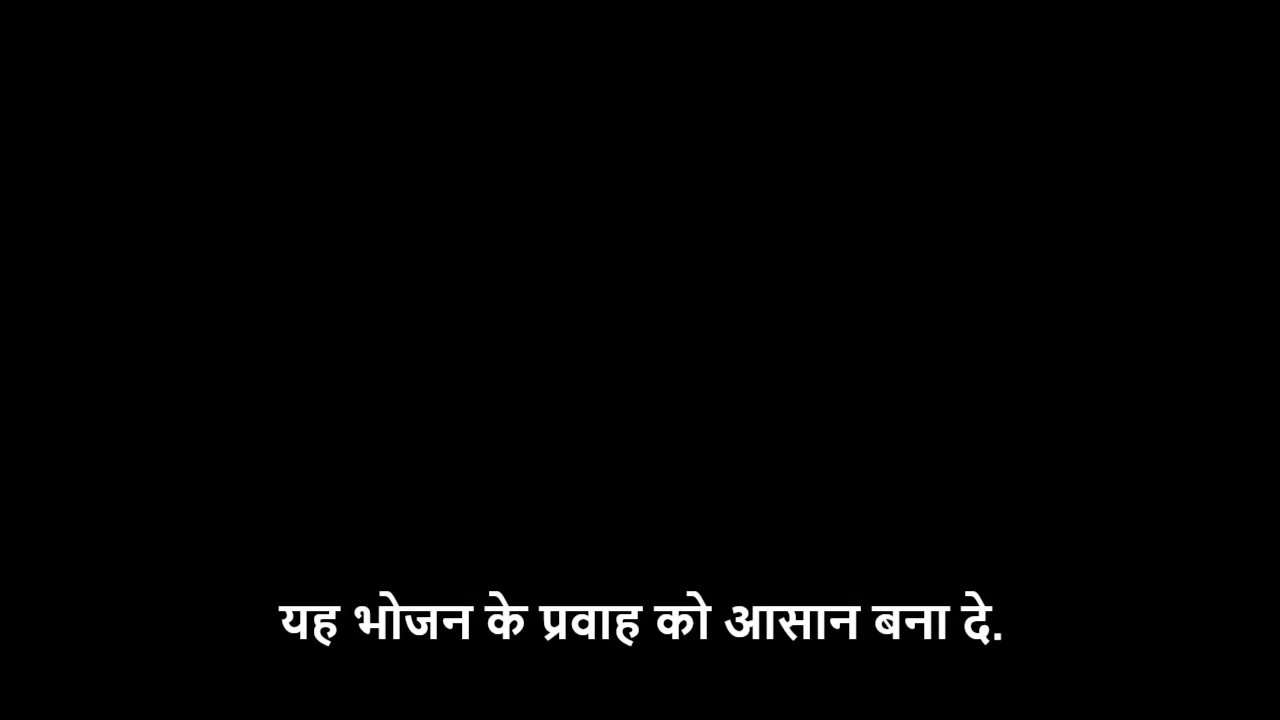 यह भोजन के प्रवाह को आसान बना दे.